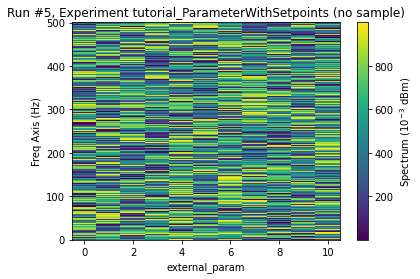 Run #5, Experiment tutorial_ParameterWithSetpoints (no sample)
500
400
300
200
100
0
Freq Axis (Hz)
0 2 4 6 8 10
external_param
800
600
400
200
Spectrum (10⁻³ dBm)